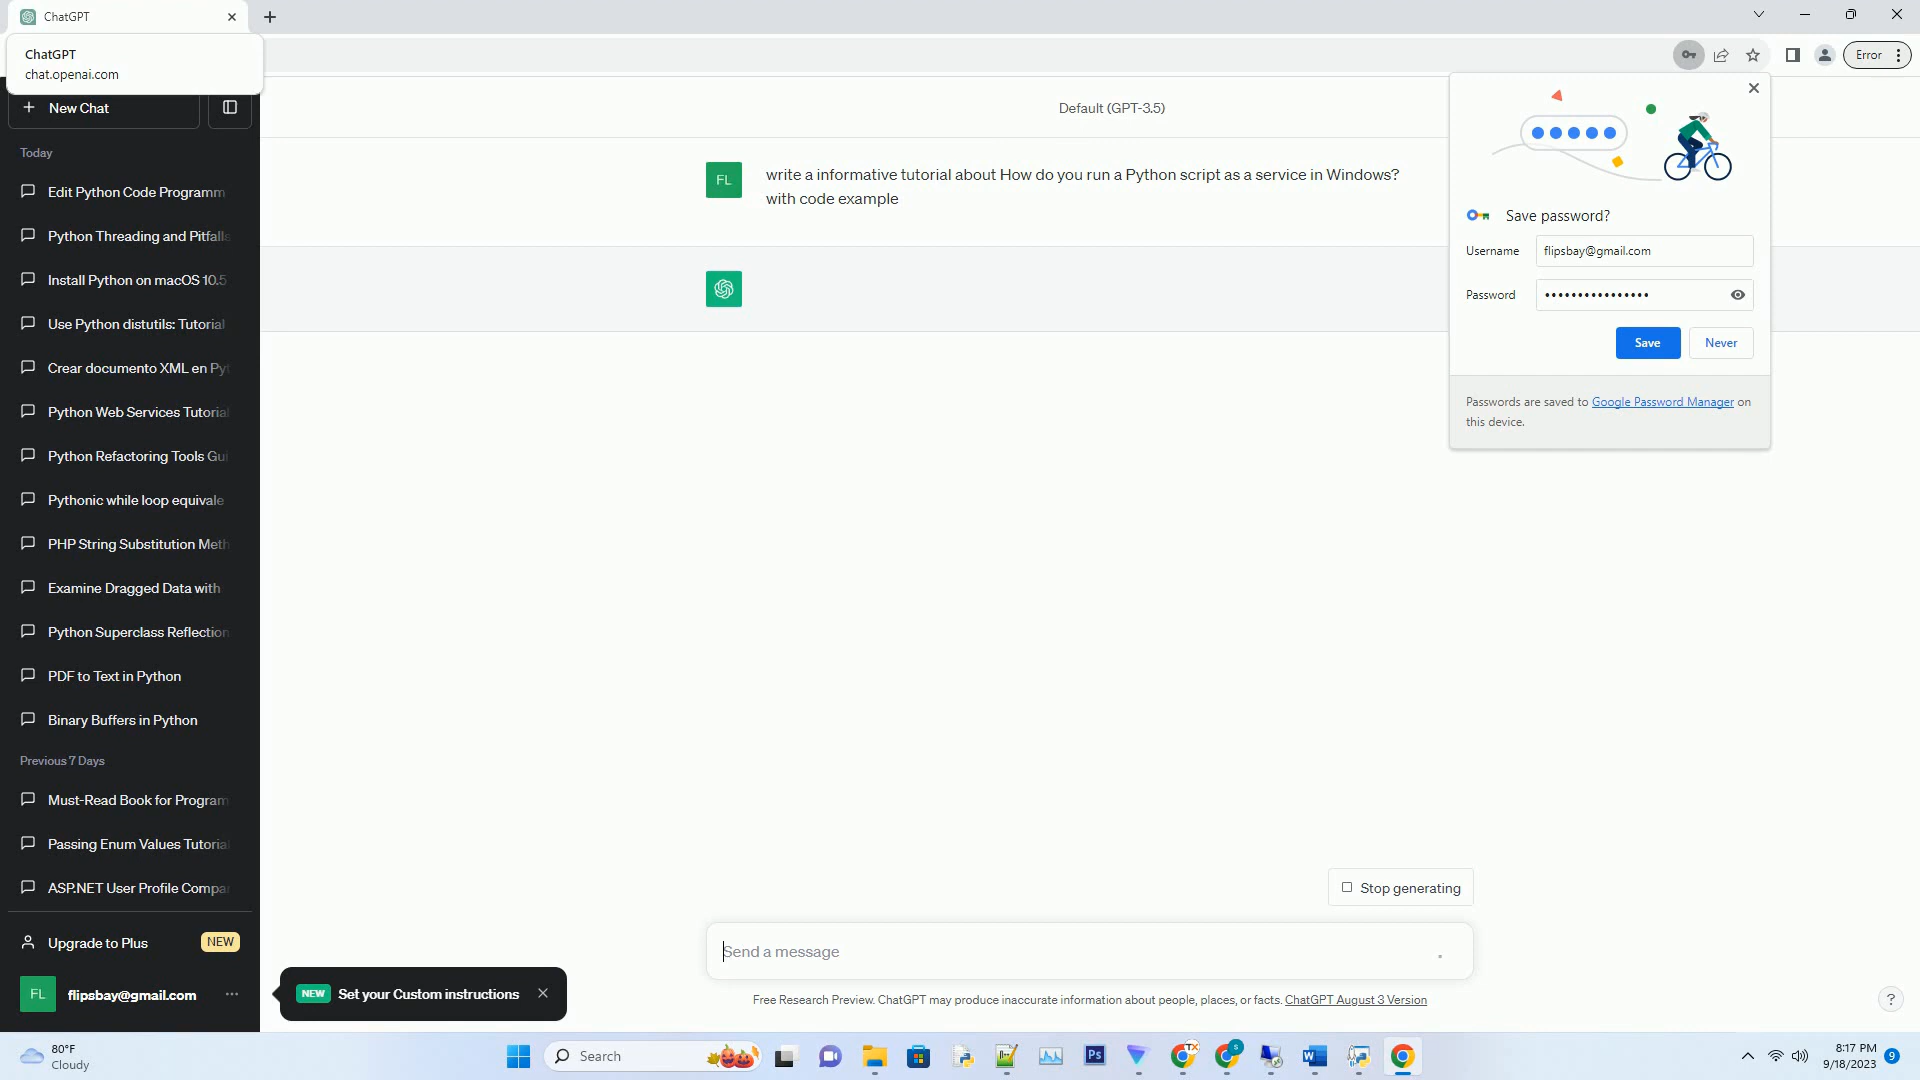 ChatGPT
ChatGPT
chat.openai.com
Error
New Chat
Default (GPT-3.5)
Today
Edit Python Code Programm
Python Threading and Pitfalls
Install Python on macOS 10.5
Use Python distutils: Tutorial
Crear documento XML en Pyt
Python Web Services Tutorial
Python Refactoring Tools Gui
Pythonic while loop equivale
PHP String Substitution Meth
Examine Dragged Data with
Python Superclass Reflection
PDF to Text in Python
Binary Buffers in Python
Previous 7 Days
Must-Read Book for Program
Passing Enum Values Tutorial
ASP.NET User Profile Compar
Upgrade to Plus NEW
FL flipsbay@gmail.com
FL
write a informative tutorial about How do you run a Python script as a service in Windows?
with code example
Save password?
Username flipsbay@gmail.com
Password ••••••••••••••••
Save Never
Passwords are saved to Google Password Manager on
this device.
Stop generating
Send a message
NEW Set your Custom instructions
Free Research Preview. ChatGPT may produce inaccurate information about people, places, or facts. ChatGPT August 3 Version
?
80°F
Cloudy
Search
Ps
TX
S
W
8:17 PM
9/18/2023
9